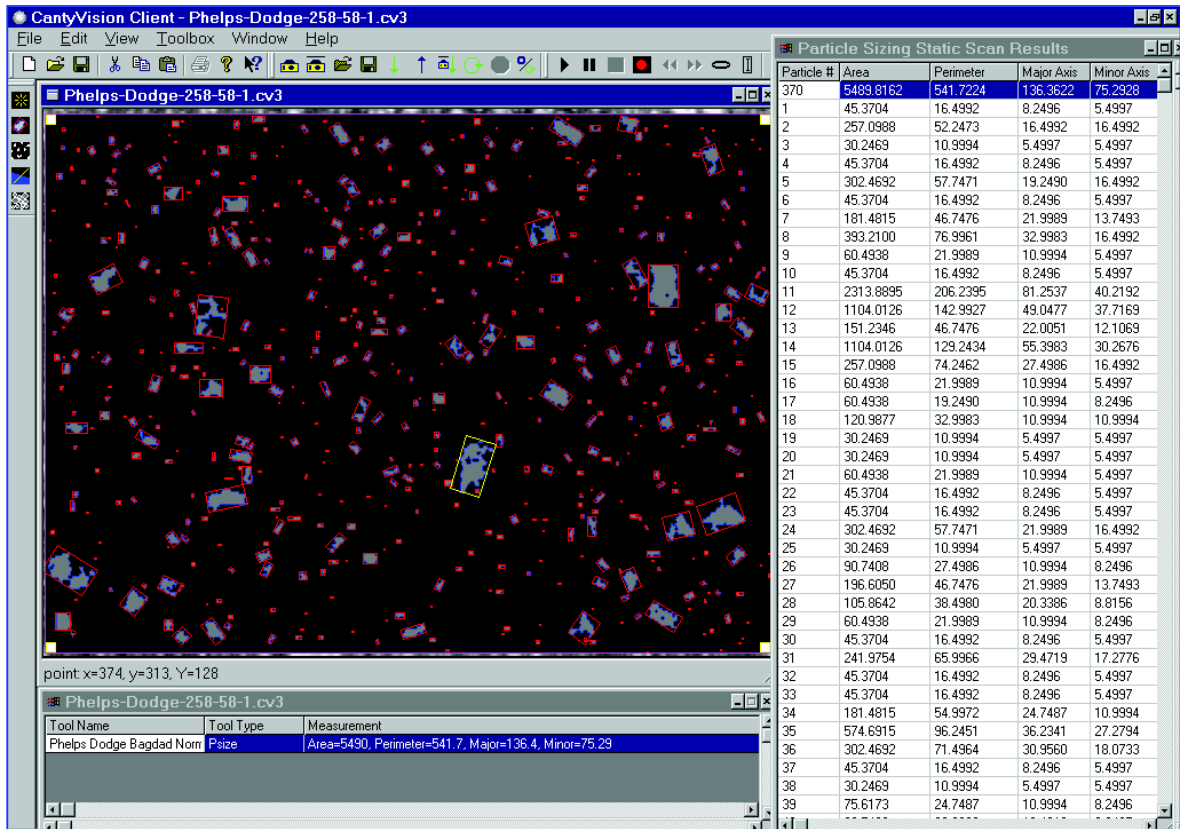 CantyVision Client - Phelps-Dodge-258-58-1.cv3
File Edit View Toolbox Window Help
Phelps-Dodge-258-58-1.cv3
point: x=374, y=313, Y=128
Phelps-Dodge-258-58-1.cv3
Tool Name Tool Type Measurement
Phelps Dodge Bagdad Norm Psize Area=5490, Perimeter=541.7, Major=136.4, Minor=75.29
Particle Sizing Static Scan Results
Particle # Area Perimeter Major Axis Minor Axis
370 5489.8162 541.7224 136.3622 75.2928
1 45.3704 16.4992 8.2496 5.4997
2 257.0988 52.2473 16.4992 16.4992
3 30.2469 10.9994 5.4997 5.4997
4 45.3704 16.4992 8.2496 5.4997
5 302.4692 57.7471 19.2490 16.4992
6 45.3704 16.4992 8.2496 5.4997
7 181.4815 46.7476 21.9989 13.7493
8 393.2100 76.9961 32.9983 16.4992
9 60.4938 21.9989 10.9994 5.4997
10 45.3704 16.4992 8.2496 5.4997
11 2313.8895 206.2395 81.2537 40.2192
12 1104.0126 142.9927 49.0477 37.7169
13 151.2346 46.7476 22.0051 12.1069
14 1104.0126 129.2434 55.3983 30.2676
15 257.0988 74.2462 27.4986 16.4992
16 60.4938 21.9989 10.9994 5.4997
17 60.4938 19.2490 10.9994 8.2496
18 120.9877 32.9983 10.9994 10.9994
19 30.2469 10.9994 5.4997 5.4997
20 30.2469 10.9994 5.4997 5.4997
21 60.4938 21.9989 10.9994 5.4997
22 45.3704 16.4992 8.2496 5.4997
23 45.3704 16.4992 8.2496 5.4997
24 302.4692 57.7471 21.9989 16.4992
25 30.2469 10.9994 5.4997 5.4997
26 90.7408 27.4986 10.9994 8.2496
27 196.6050 46.7476 21.9989 13.7493
28 105.8642 38.4980 20.3386 8.8156
29 60.4938 21.9989 10.9994 8.2496
30 45.3704 16.4992 8.2496 5.4997
31 241.9754 65.9966 29.4719 17.2776
32 45.3704 16.4992 8.2496 5.4997
33 45.3704 16.4992 8.2496 5.4997
34 181.4815 54.9972 24.7487 10.9994
35 574.6915 96.2451 36.2341 27.2794
36 302.4692 71.4964 30.9560 18.0733
37 45.3704 16.4992 8.2496 5.4997
38 30.2469 10.9994 5.4997 5.4997
39 75.6173 24.7487 10.9994 8.2496